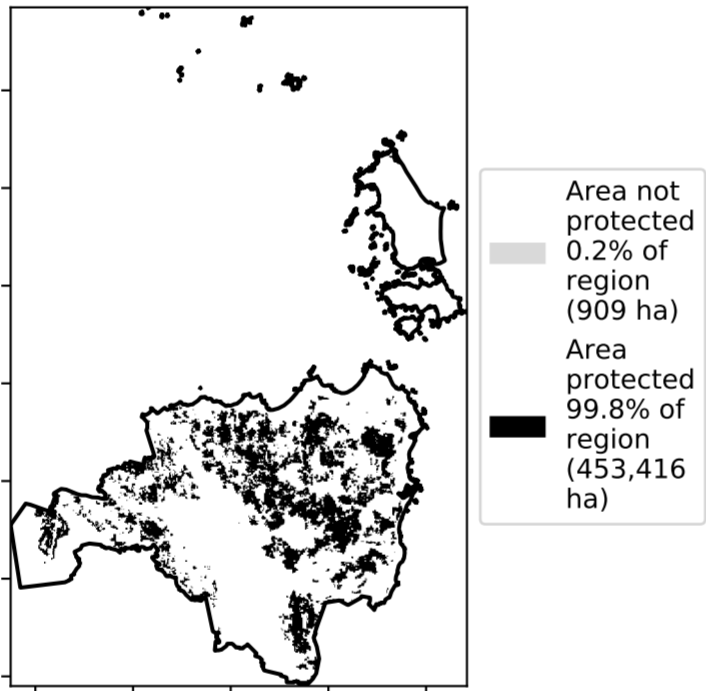 Area not
protected
0.2% of
region
(909 ha)
Area
protected
99.8% of
region
(453,416
ha)